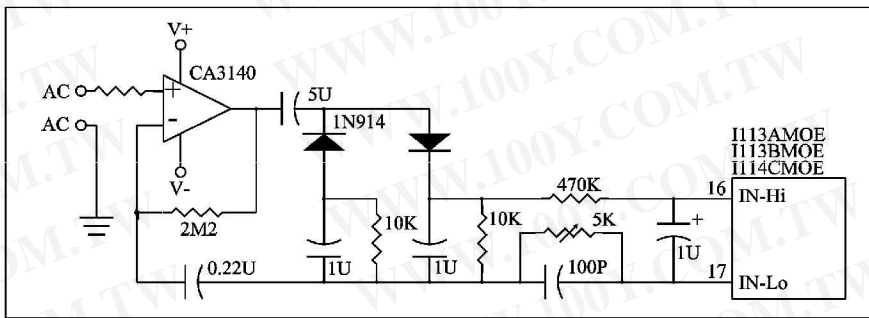 V+
CA3140
AC
+
-
AC
V-
2M2
0.22U
5U
1N914
1U
10K
1U
10K
470K
5K
100P
+
1U
I113AMOE
I113BMOE
I114CMOE
16
IN-Hi
17
IN-Lo
WWW.100Y.COM.TW